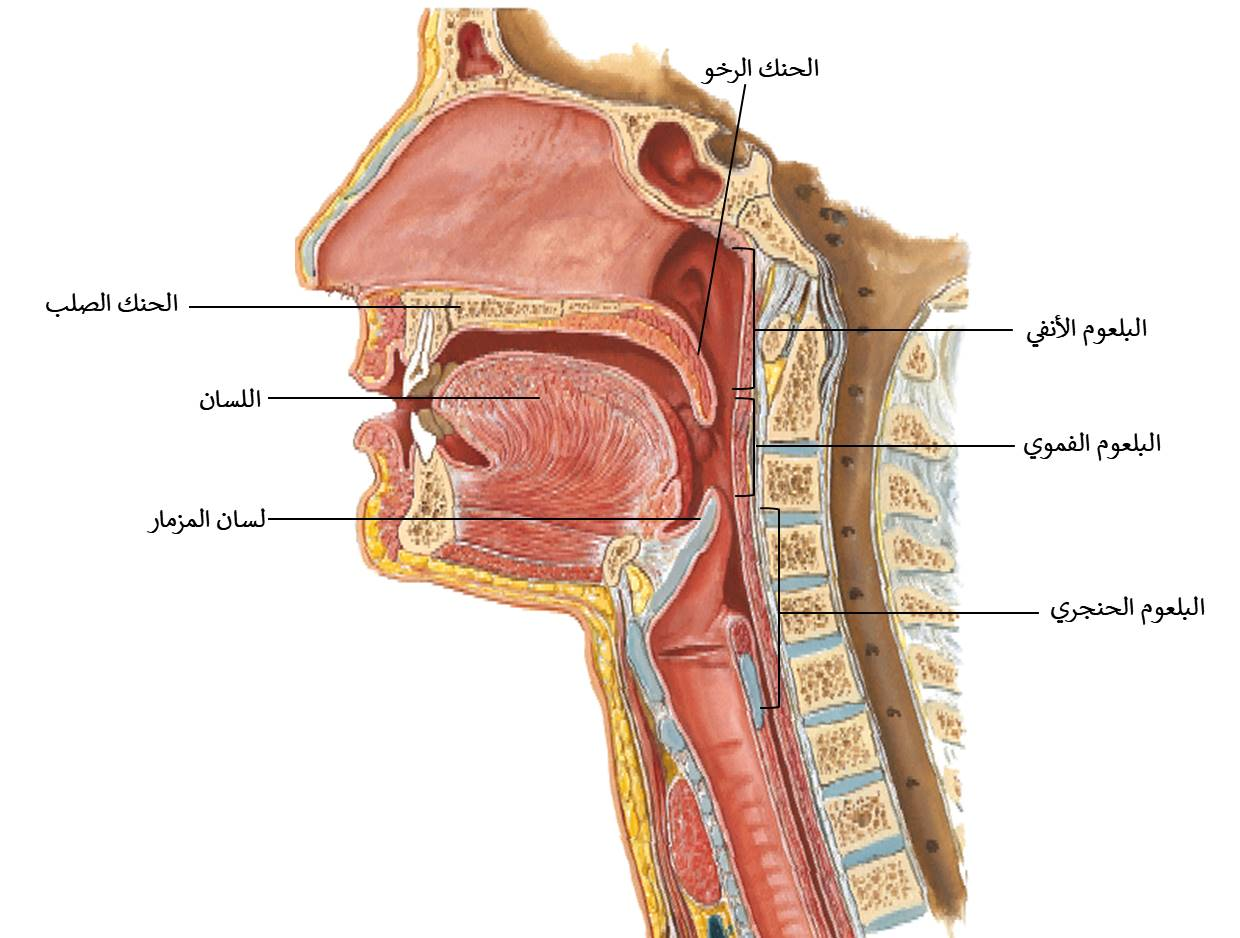 الحنك الرخو
الحنك الصلب
البلعوم الأنفي
اللسان
البلعوم الفموي
لسان المزمار
البلعوم الحنجري